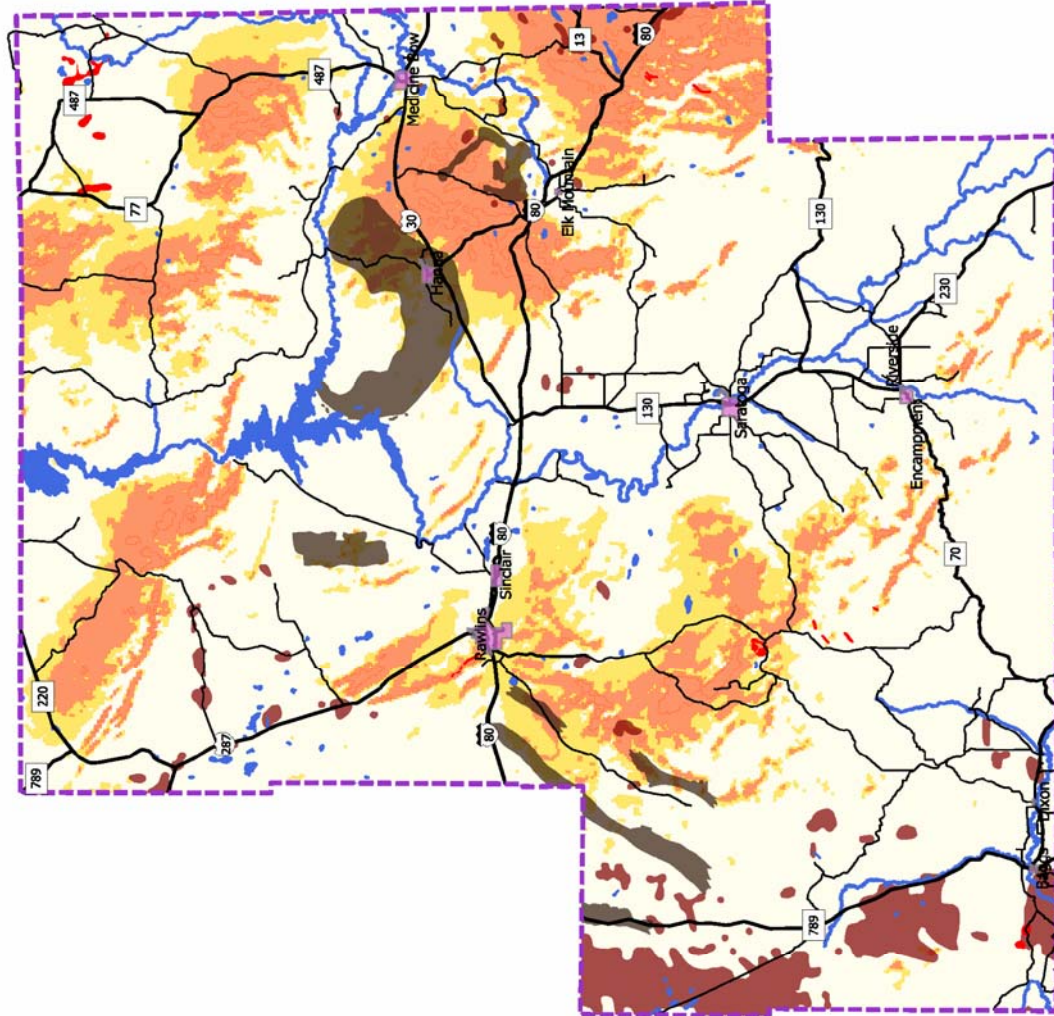 487
487
77
13
80
Medicine Bow
30
80
Elk Mountain
Hanna
130
230
220
789
287
Rawlins
Sinclair
80
80
130
Saratoga
Riverside
Encampment
70
789
Dixon
Baggs